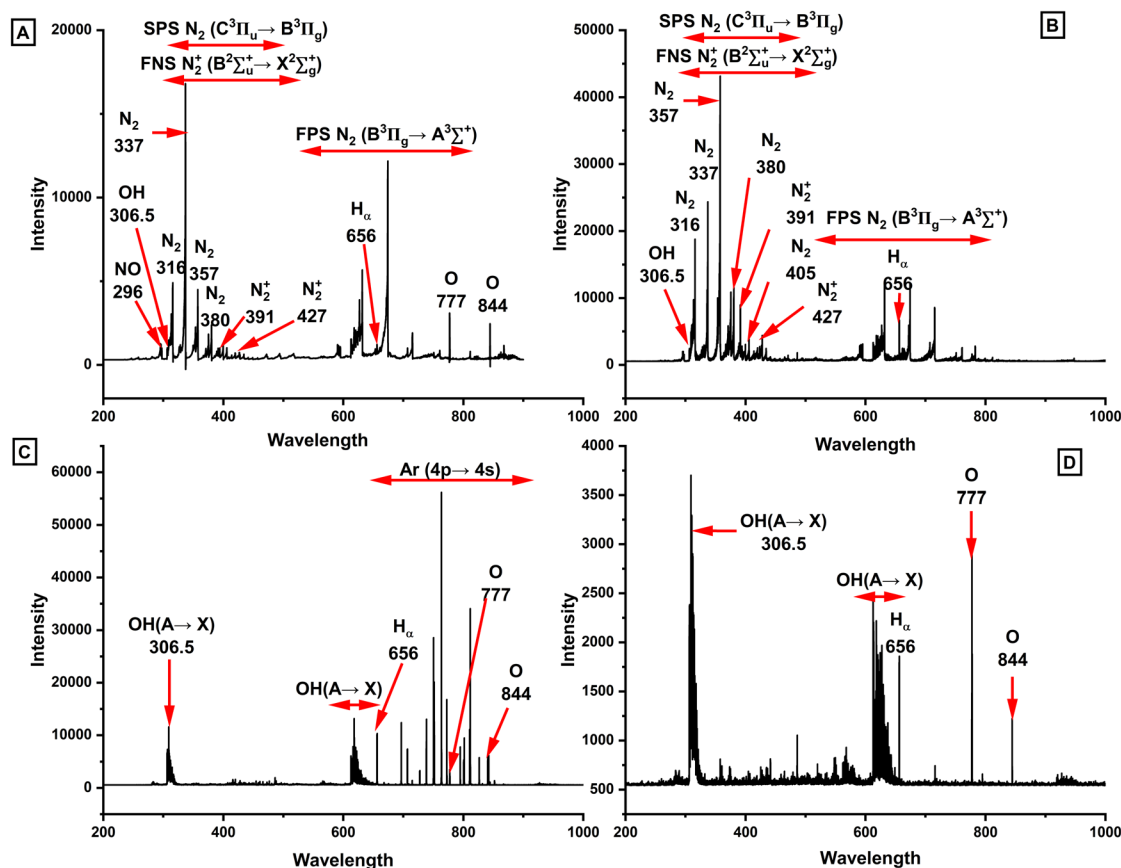 A
SPS N₂ (C³Πᵤ→ B³Π_g)
FNS N₂⁺ (B²Σᵤ⁺→ X²Σ_g⁺)
N₂
337
FPS N₂ (B³Π_g→ A³Σ⁺)
OH
306.5
NO
296
N₂
316
N₂
357
N₂
380
N₂⁺
391
N₂⁺
427
Hα
656
O
777
O
844
20000
10000
0
Intensity
200
400
600
800
1000
Wavelength
B
SPS N₂ (C³Πᵤ→ B³Π_g)
FNS N₂⁺ (B²Σᵤ⁺→ X²Σ_g⁺)
N₂
357
N₂
337
N₂
316
OH
306.5
N₂
380
N₂⁺
391
N₂
405
N₂⁺
427
FPS N₂ (B³Π_g→ A³Σ⁺)
Hα
656
50000
40000
30000
20000
10000
0
Intensity
200
400
600
800
1000
Wavelength
C
Ar (4p→ 4s)
OH(A→ X)
306.5
OH(A→ X)
Hα
656
O
777
O
844
60000
50000
40000
30000
20000
10000
0
Intensity
200
400
600
800
1000
Wavelength
D
OH(A→ X)
306.5
OH(A→ X)
Hα
656
O
777
O
844
4000
3500
3000
2500
2000
1500
1000
500
Intensity
200
400
600
800
1000
Wavelength